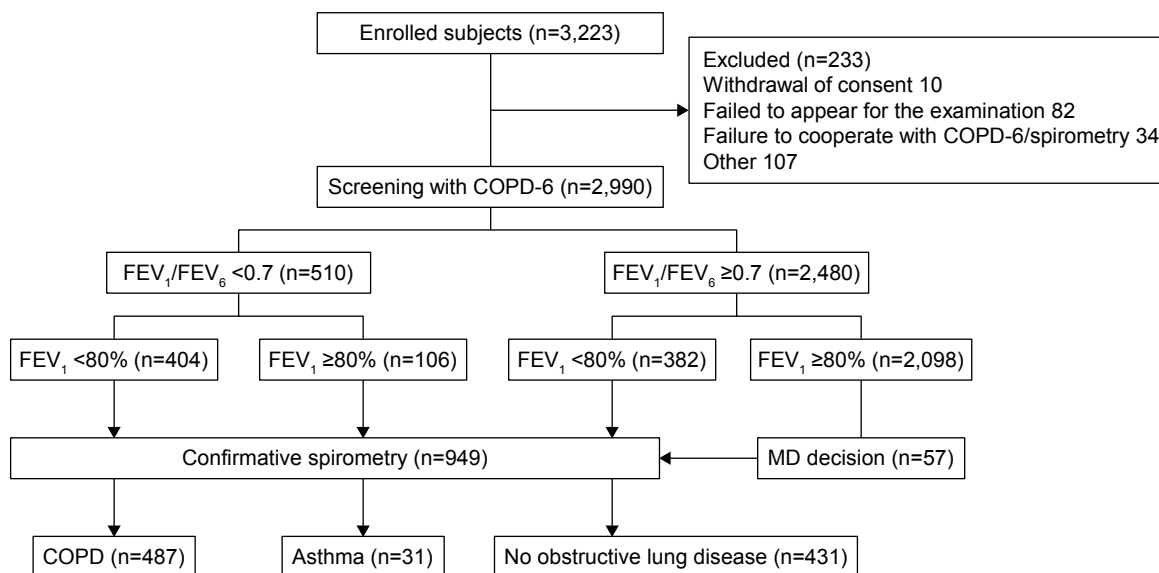 Enrolled subjects (n=3,223)
Excluded (n=233)
Withdrawal of consent 10
Failed to appear for the examination 82
Failure to cooperate with COPD-6/spirometry 34
Other 107
Screening with COPD-6 (n=2,990)
FEV₁/FEV₆ <0.7 (n=510)
FEV₁/FEV₆ ≥0.7 (n=2,480)
FEV₁ <80% (n=404)
FEV₁ ≥80% (n=106)
FEV₁ <80% (n=382)
FEV₁ ≥80% (n=2,098)
Confirmative spirometry (n=949)
MD decision (n=57)
COPD (n=487)
Asthma (n=31)
No obstructive lung disease (n=431)